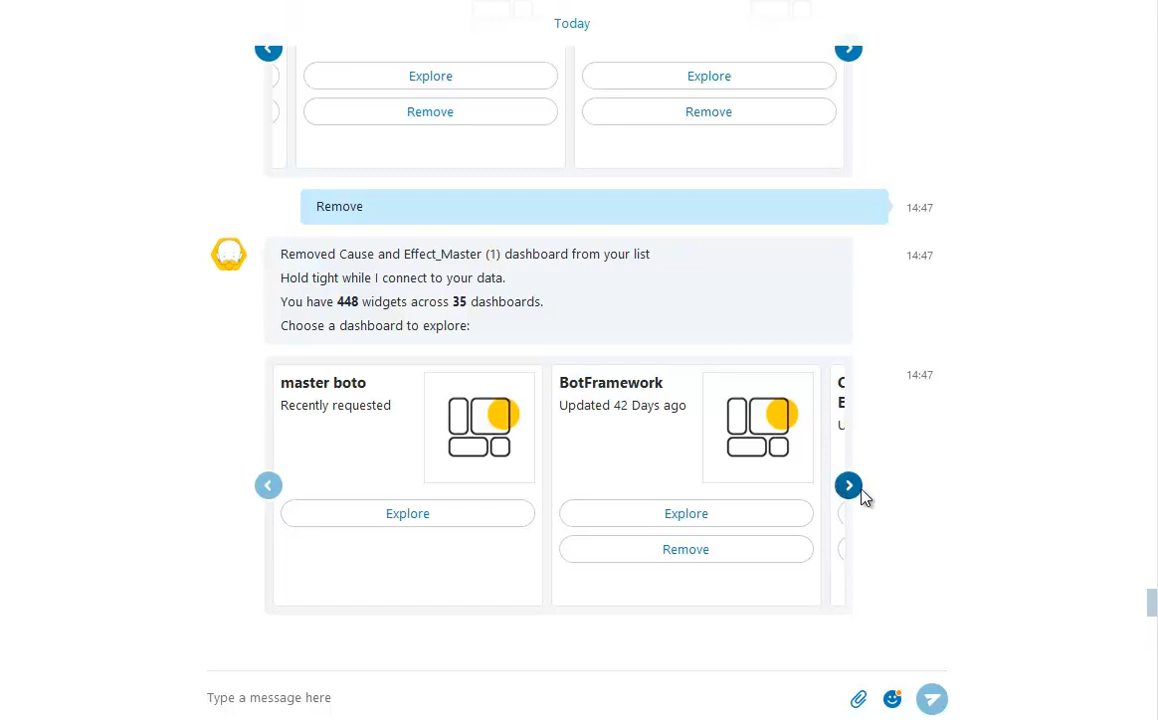 Today
Explore
Explore
Remove
Remove
Remove
14:47
Removed Cause and Effect_Master (1) dashboard from your list
14:47
Hold tight while I connect to your data.
You have 448 widgets across 35 dashboards.
Choose a dashboard to explore:
14:47
master boto
Recently requested
Explore
BotFramework
Updated 42 Days ago
Explore
Remove
Type a message here